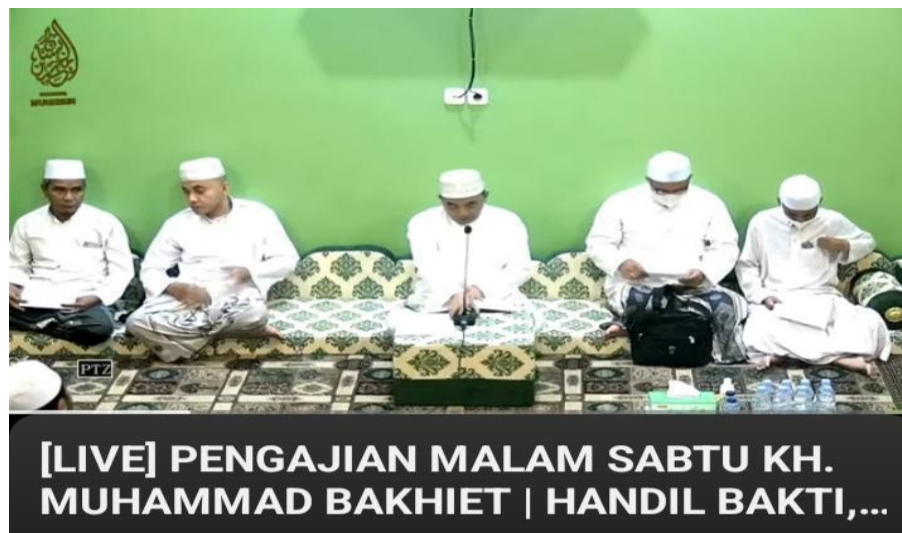 PTZ
[LIVE] PENGAJIAN MALAM SABTU KH.
MUHAMMAD BAKHIET | HANDIL BAKTI,...